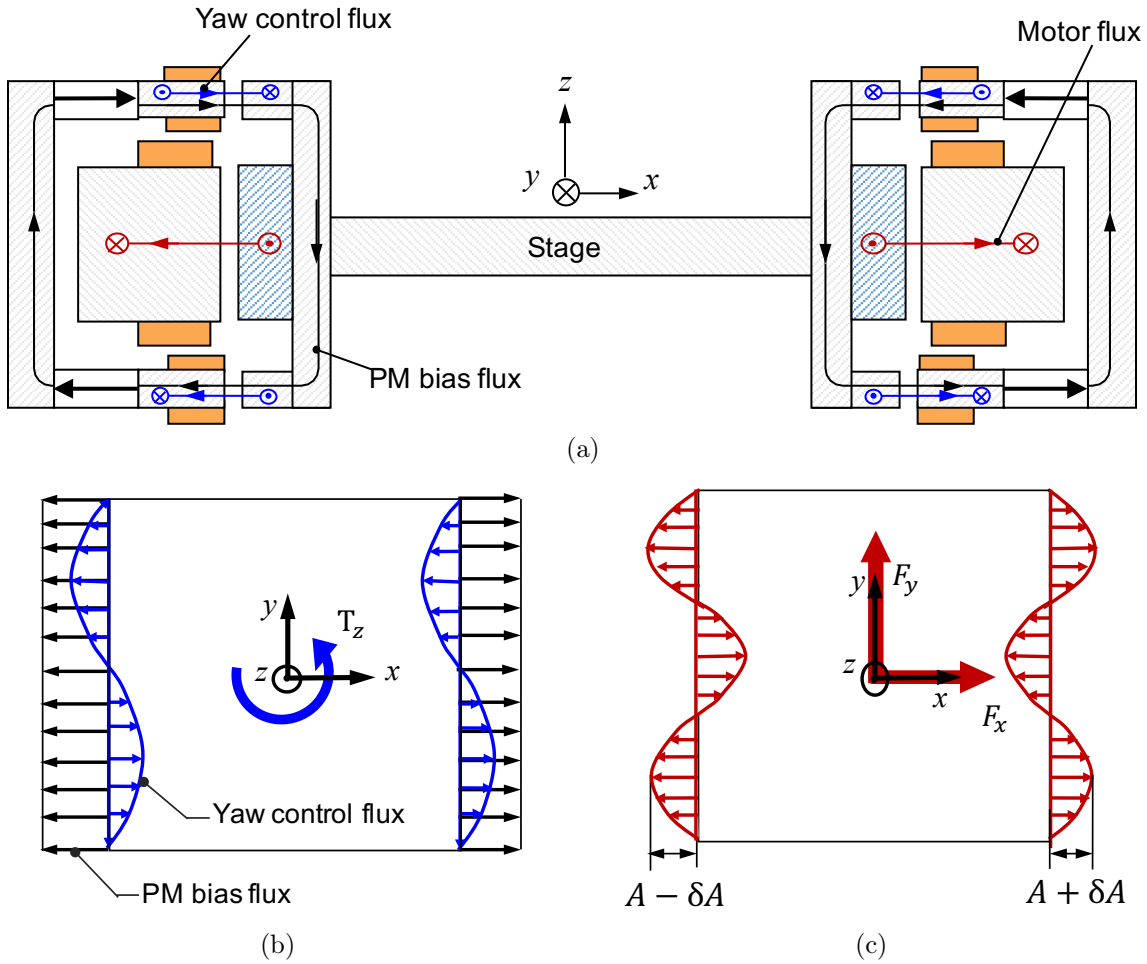 Yaw control flux
Motor flux
z
y
x
Stage
PM bias flux
(a)
y
T_z
z
x
Yaw control flux
PM bias flux
(b)
y
F_y
z
x
F_x
A − δA
A + δA
(c)